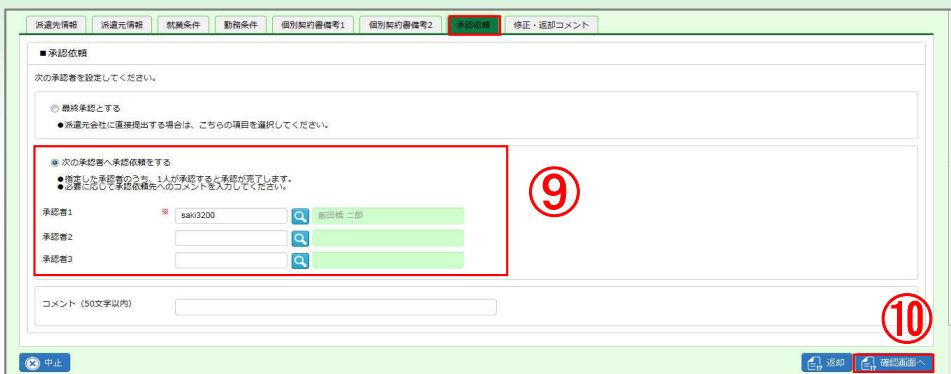 派遣先情報 派遣元情報 就業条件 勤務条件 個別契約書備考1 個別契約書備考2 承認依頼 修正・返却コメント
■承認依頼
次の承認者を設定してください。
最終承認とする
●派遣元会社に直接提出する場合は、こちらの項目を選択してください。
次の承認者へ承認依頼をする
●指定した承認者のうち、1人が承認すると承認が完了します。
●必要に応じて承認依頼先へのコメントを入力してください。
⑨
承認者1 ※ saki3200 飯田橋 二郎
承認者2
承認者3
コメント（50文字以内）
⑩
中止 返却 確認画面へ